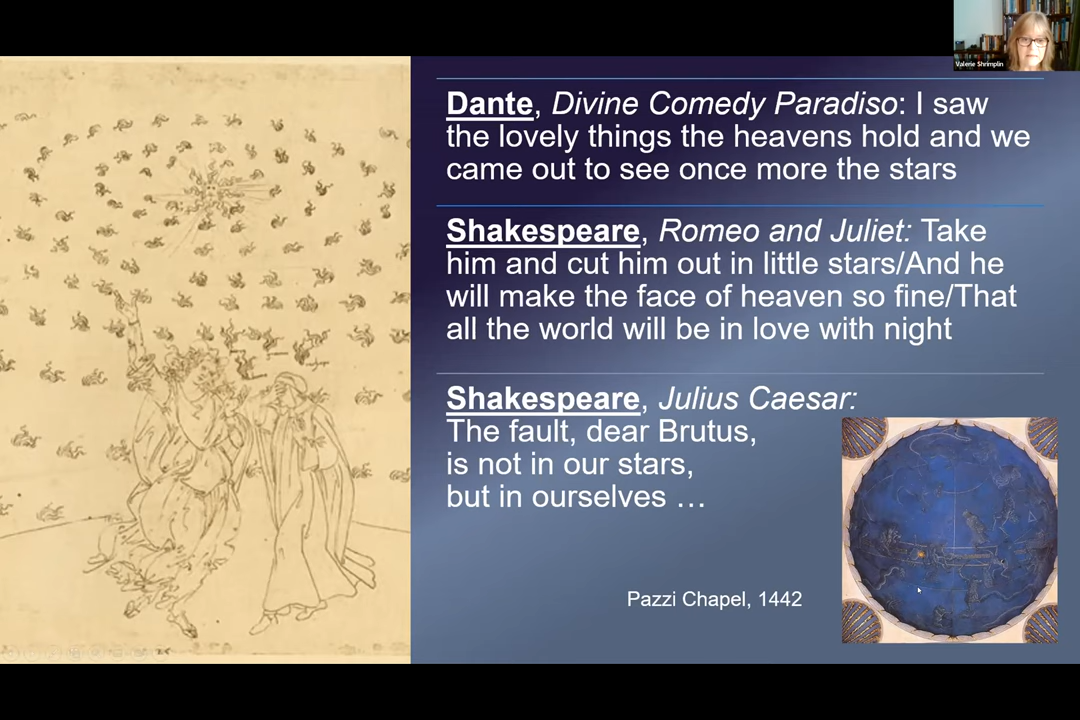 Valerie Shrimplin
Dante, Divine Comedy Paradiso: I saw
the lovely things the heavens hold and we
came out to see once more the stars
Shakespeare, Romeo and Juliet: Take
him and cut him out in little stars/And he
will make the face of heaven so fine/That
all the world will be in love with night
Shakespeare, Julius Caesar:
The fault, dear Brutus,
is not in our stars,
but in ourselves …
Pazzi Chapel, 1442